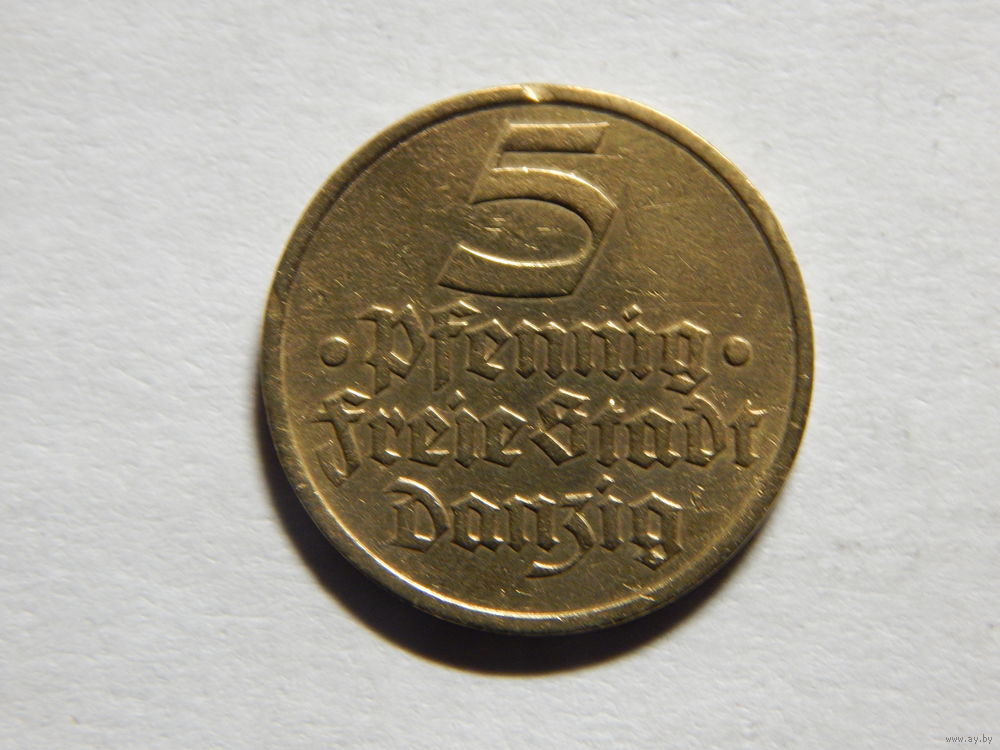 5
• Pfennig •
Freie Stadt
Danzig
www.ay.by